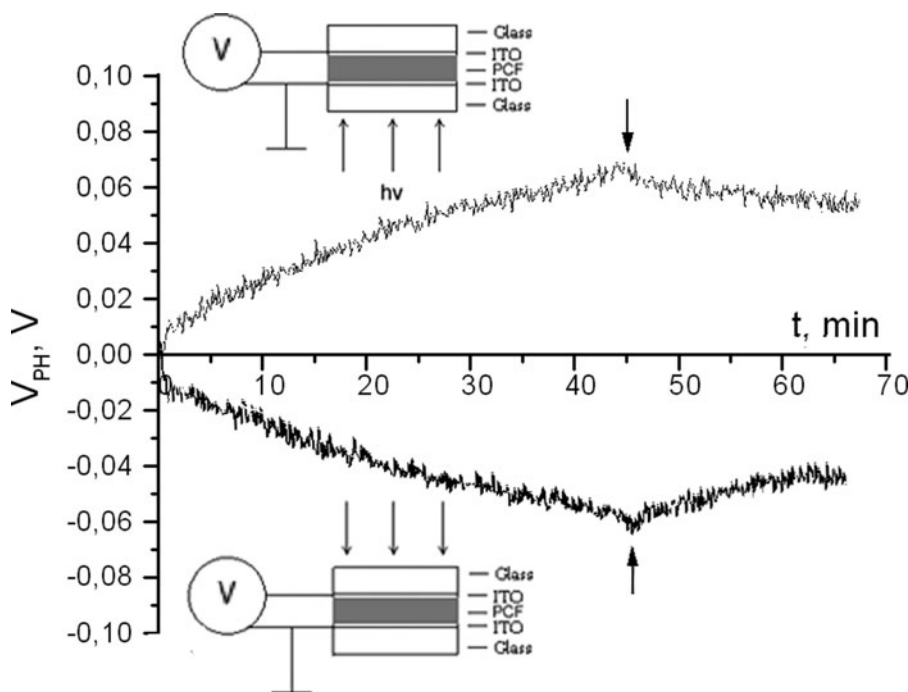 V
Glass
ITO
PCF
ITO
Glass
hν
0,10
0,08
0,06
0,04
0,02
0,00
-0,02
-0,04
-0,06
-0,08
-0,10
V_PH, V
t, min
0 10 20 30 40 50 60 70
V
Glass
ITO
PCF
ITO
Glass